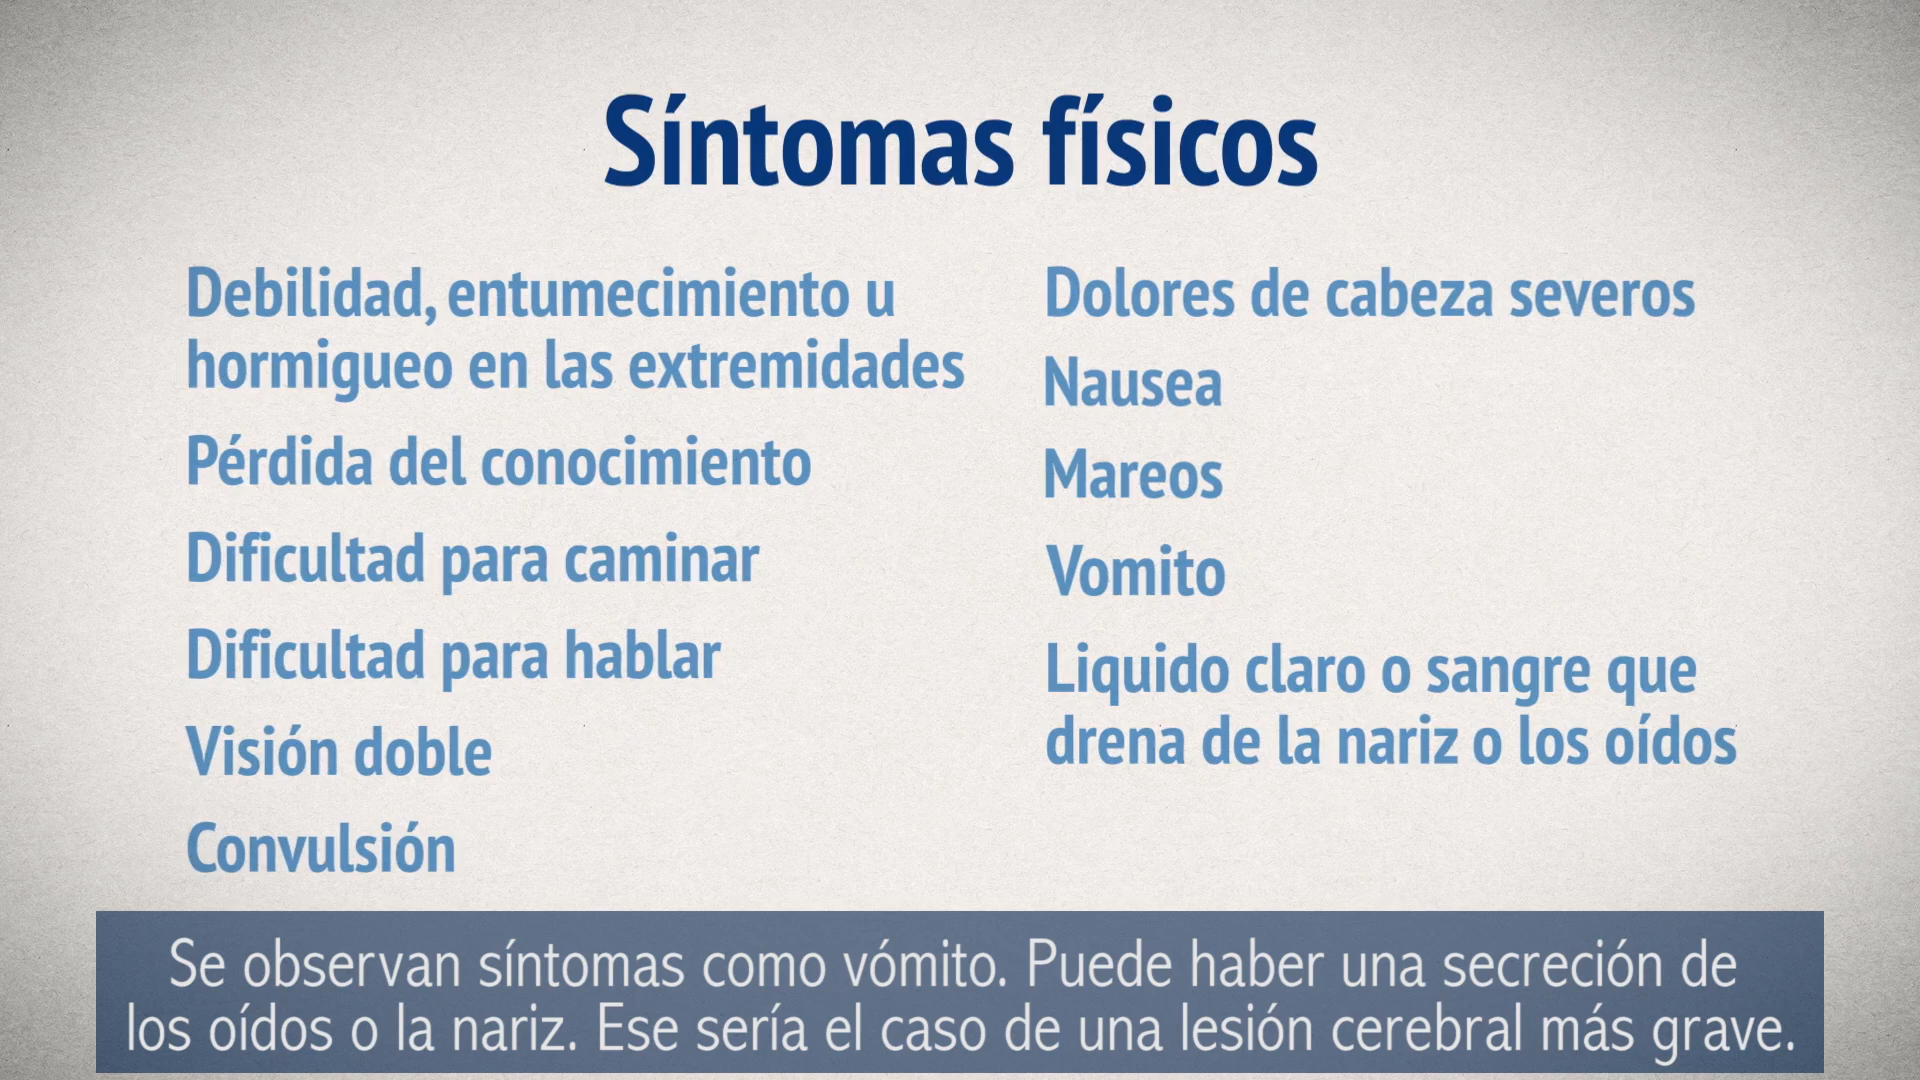 Síntomas físicos
Debilidad, entumecimiento u
hormigueo en las extremidades
Pérdida del conocimiento
Dificultad para caminar
Dificultad para hablar
Visión doble
Convulsión
Dolores de cabeza severos
Nausea
Mareos
Vomito
Liquido claro o sangre que
drena de la nariz o los oídos
Se observan síntomas como vómito. Puede haber una secreción de
los oídos o la nariz. Ese sería el caso de una lesión cerebral más grave.